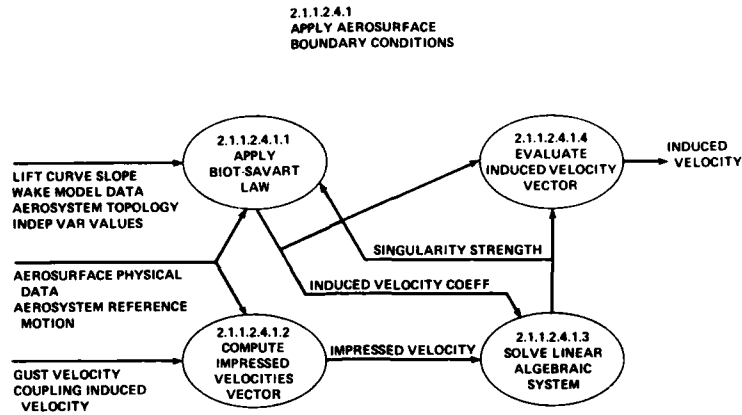 2.1.1.2.4.1
APPLY AEROSURFACE
BOUNDARY CONDITIONS
2.1.1.2.4.1.1
APPLY
BIOT-SAVART
LAW
2.1.1.2.4.1.4
EVALUATE
INDUCED VELOCITY
VECTOR
INDUCED
VELOCITY
LIFT CURVE SLOPE
WAKE MODEL DATA
AEROSYSTEM TOPOLOGY
INDEP VAR VALUES
SINGULARITY STRENGTH
AEROSURFACE PHYSICAL
DATA
AEROSYSTEM REFERENCE
MOTION
INDUCED VELOCITY COEFF
2.1.1.2.4.1.2
COMPUTE
IMPRESSED
VELOCITIES
VECTOR
IMPRESSED VELOCITY
2.1.1.2.4.1.3
SOLVE LINEAR
ALGEBRAIC
SYSTEM
GUST VELOCITY
COUPLING INDUCED
VELOCITY